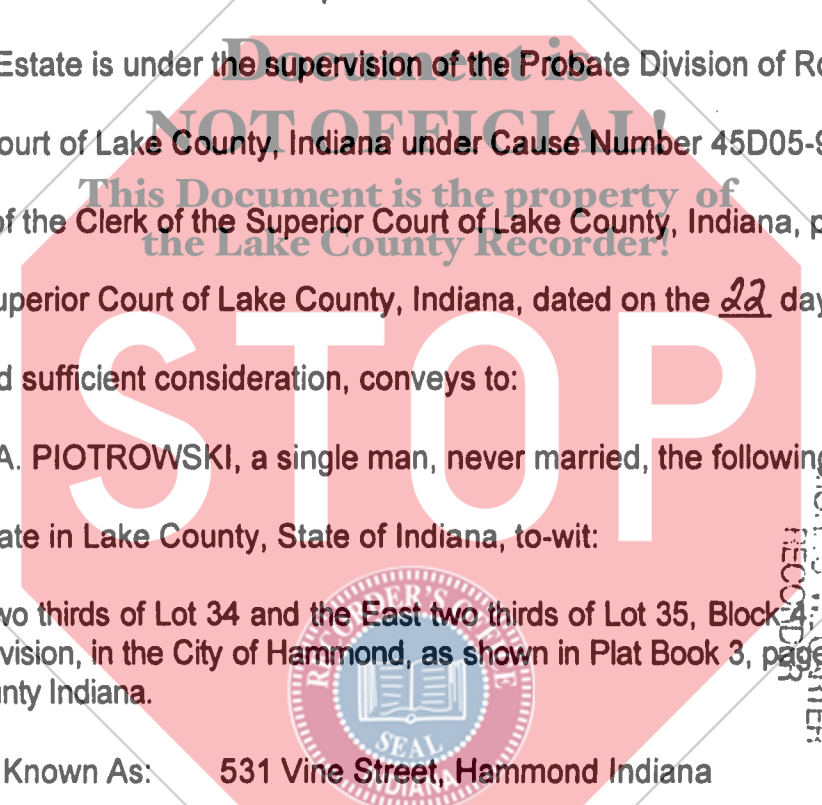 Document is
Estate is under the supervision of the Probate Division of Ro
NOT OFFICIAL!
ourt of Lake County, Indiana under Cause Number 45D05-9
This Document is the property of
of the Clerk of the Superior Court of Lake County, Indiana, p
the Lake County Recorder!
uperior Court of Lake County, Indiana, dated on the 22 day
STOP
d sufficient consideration, conveys to:
A. PIOTROWSKI, a single man, never married, the following
ate in Lake County, State of Indiana, to-wit:
wo thirds of Lot 34 and the East two thirds of Lot 35, Block 4,
vision, in the City of Hammond, as shown in Plat Book 3, page
unty Indiana.
RECORDER
RECORDER'S OFFICE
SEAL
INDIANA
Known As: 531 Vine Street, Hammond Indiana